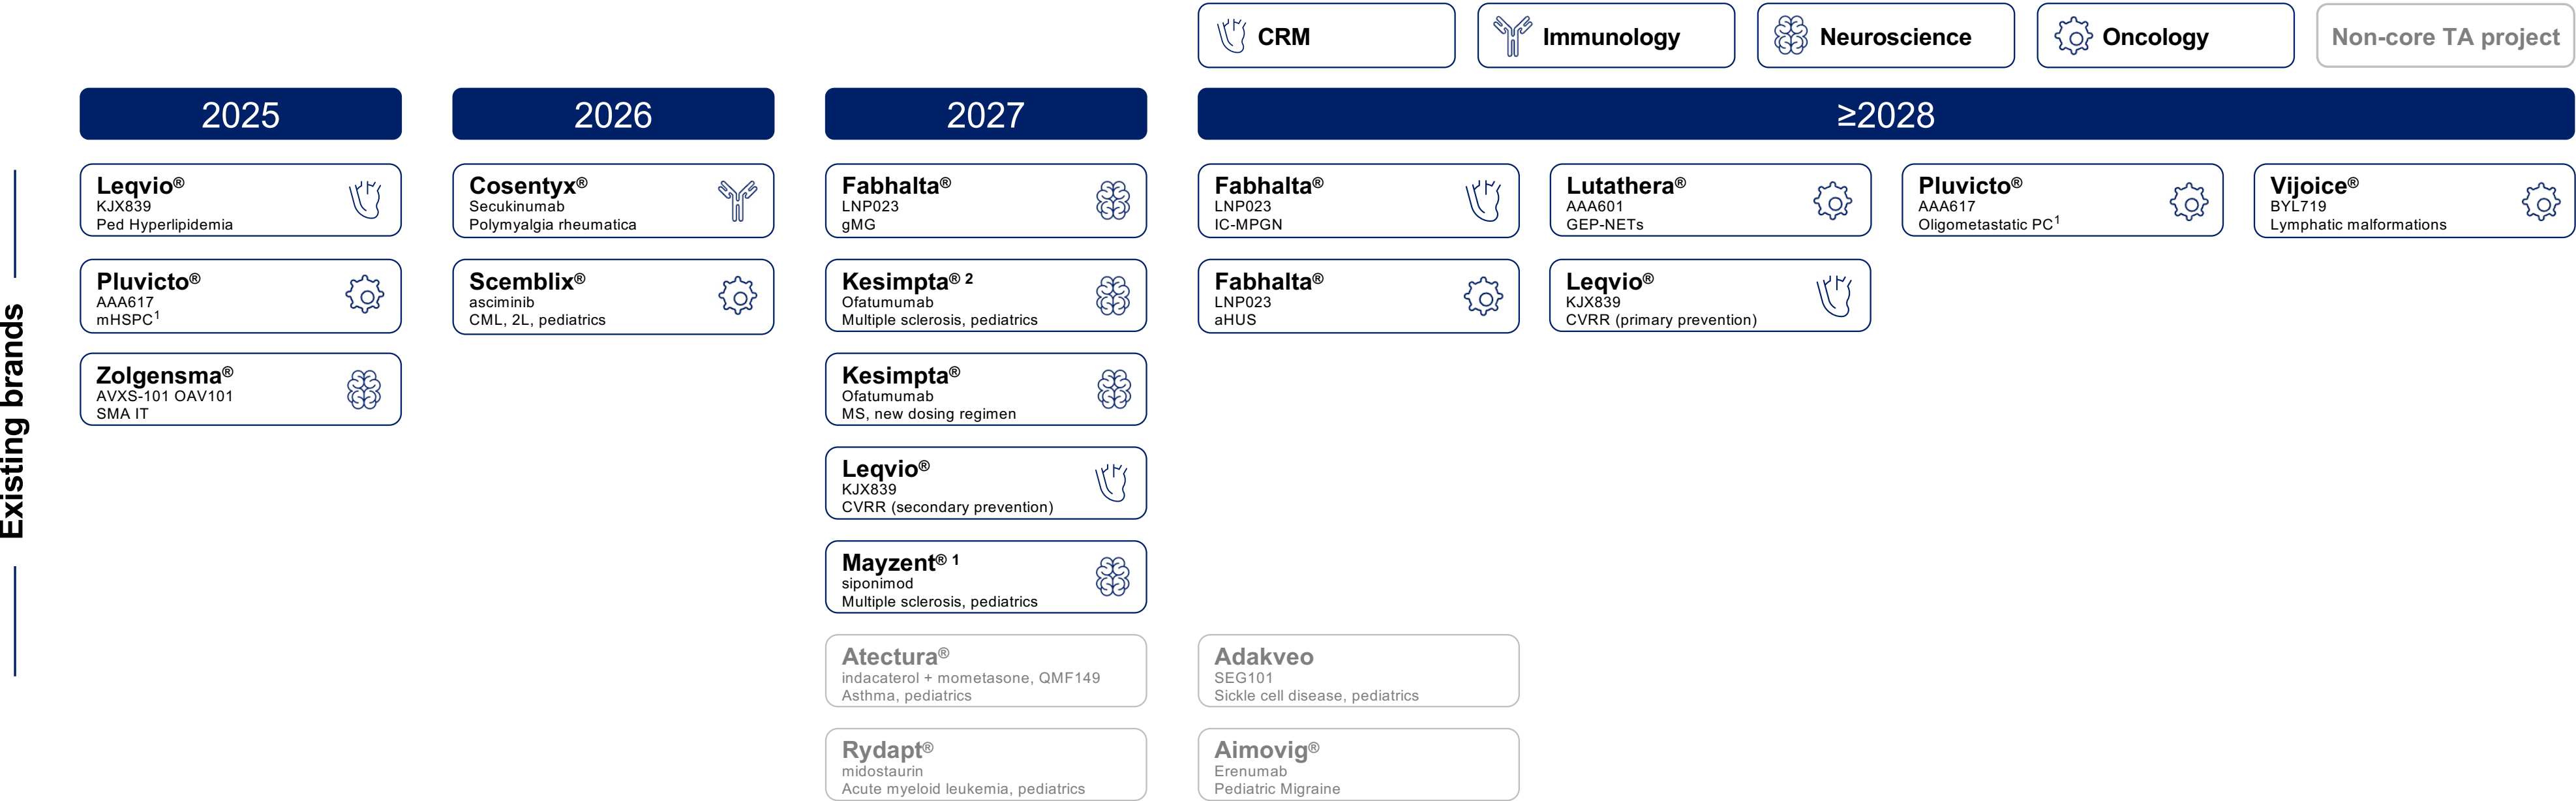 CRM
Immunology
Neuroscience
Oncology
Non-core TA project
2025
2026
2027
≥2028
Existing brands
Leqvio®
KJX839
Ped Hyperlipidemia
Pluvicto®
AAA617
mHSPC1
Zolgensma®
AVXS-101 OAV101
SMA IT
Cosentyx®
Secukinumab
Polymyalgia rheumatica
Scemblix®
asciminib
CML, 2L, pediatrics
Fabhalta®
LNP023
gMG
Kesimpta® 2
Ofatumumab
Multiple sclerosis, pediatrics
Kesimpta®
Ofatumumab
MS, new dosing regimen
Leqvio®
KJX839
CVRR (secondary prevention)
Mayzent® 1
siponimod
Multiple sclerosis, pediatrics
Atectura®
indacaterol + mometasone, QMF149
Asthma, pediatrics
Rydapt®
midostaurin
Acute myeloid leukemia, pediatrics
Fabhalta®
LNP023
IC-MPGN
Fabhalta®
LNP023
aHUS
Adakveo
SEG101
Sickle cell disease, pediatrics
Aimovig®
Erenumab
Pediatric Migraine
Lutathera®
AAA601
GEP-NETs
Leqvio®
KJX839
CVRR (primary prevention)
Pluvicto®
AAA617
Oligometastatic PC1
Vijoice®
BYL719
Lymphatic malformations